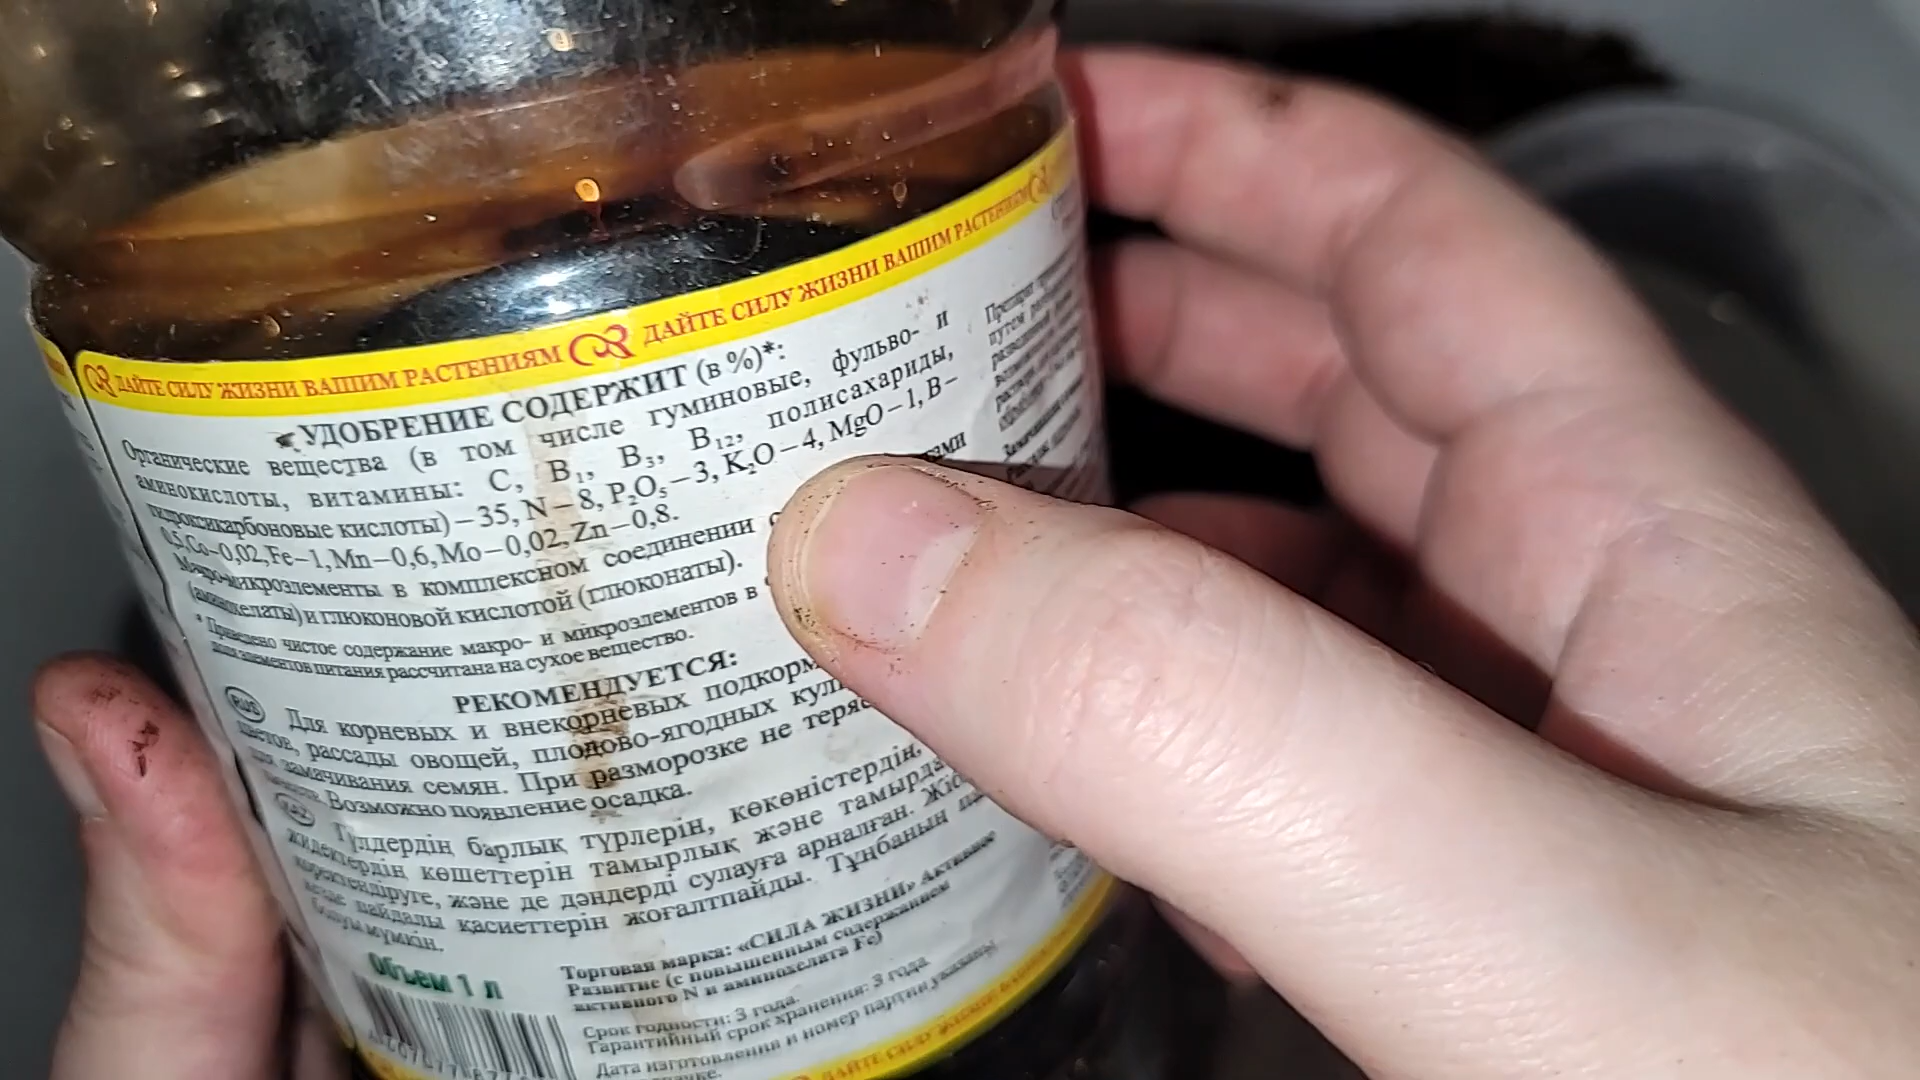 ДАЙТЕ СИЛУ ЖИЗНИ ВАШИМ РАСТЕНИЯМ ДАЙТЕ СИЛУ ЖИЗНИ ВАШИМ РАСТЕНИЯМ
УДОБРЕНИЕ СОДЕРЖИТ (в %)*:
Органические вещества (в том числе гуминовые, фульво- и
аминокислоты, витамины: C, B₁, B₃, B₁₂, полисахариды,
гидроксикарбоновые кислоты) – 35, N – 8, P₂O₅ – 3, K₂O – 4, MgO – 1, B –
0,5, Co – 0,02, Fe – 1, Mn – 0,6, Mo – 0,02, Zn – 0,8.
Макро-микроэлементы в комплексном соединении с
(аминохелаты) и глюконовой кислотой (глюконаты).
* Приведено чистое содержание макро- и микроэлементов в
доля элементов питания рассчитана на сухое вещество.
РЕКОМЕНДУЕТСЯ:
RUS Для корневых и внекорневых подкорм
цветов, рассады овощей, плодово-ягодных кул
для замачивания семян. При разморозке не теряе
Возможно появление осадка.
KAZ Гүлдердің барлық түрлерін, көкөністердің,
жидектердің көшеттерін тамырлық және тамырда
қоректендіруге, және де дәндерді сулауға арналған. Жіб
кезде пайдалы қасиеттерін жоғалтпайды. Тұнбаның
болуы мүмкін.
Объем 1 л
Торговая марка: «СИЛА ЖИЗНИ» Активное
Развитие (с повышенным содержанием
активного N и аминохелата Fe)
Срок годности: 3 года.
Гарантийный срок хранения: 3 года.
Дата изготовления и номер партии указаны